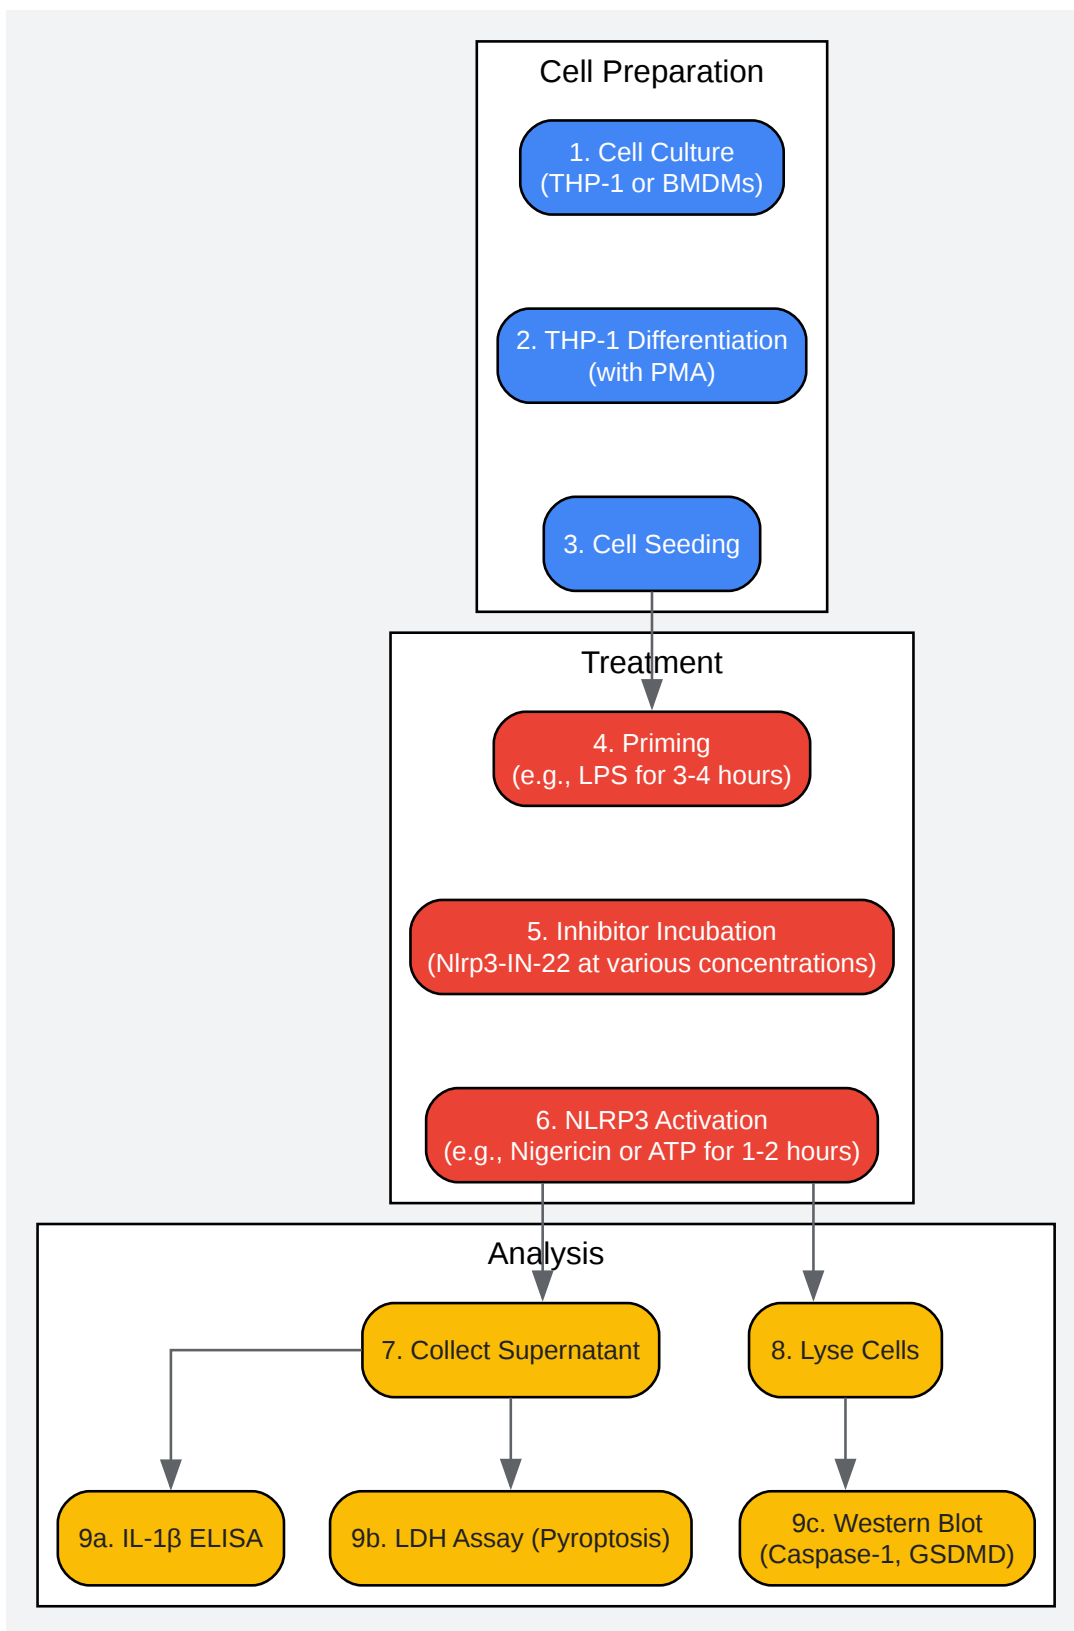 Cell Preparation
1. Cell Culture
(THP-1 or BMDMs)
2. THP-1 Differentiation
(with PMA)
3. Cell Seeding
Treatment
4. Priming
(e.g., LPS for 3-4 hours)
5. Inhibitor Incubation
(Nlrp3-IN-22 at various concentrations)
6. NLRP3 Activation
(e.g., Nigericin or ATP for 1-2 hours)
Analysis
7. Collect Supernatant
8. Lyse Cells
9a. IL-1β ELISA
9b. LDH Assay (Pyroptosis)
9c. Western Blot
(Caspase-1, GSDMD)